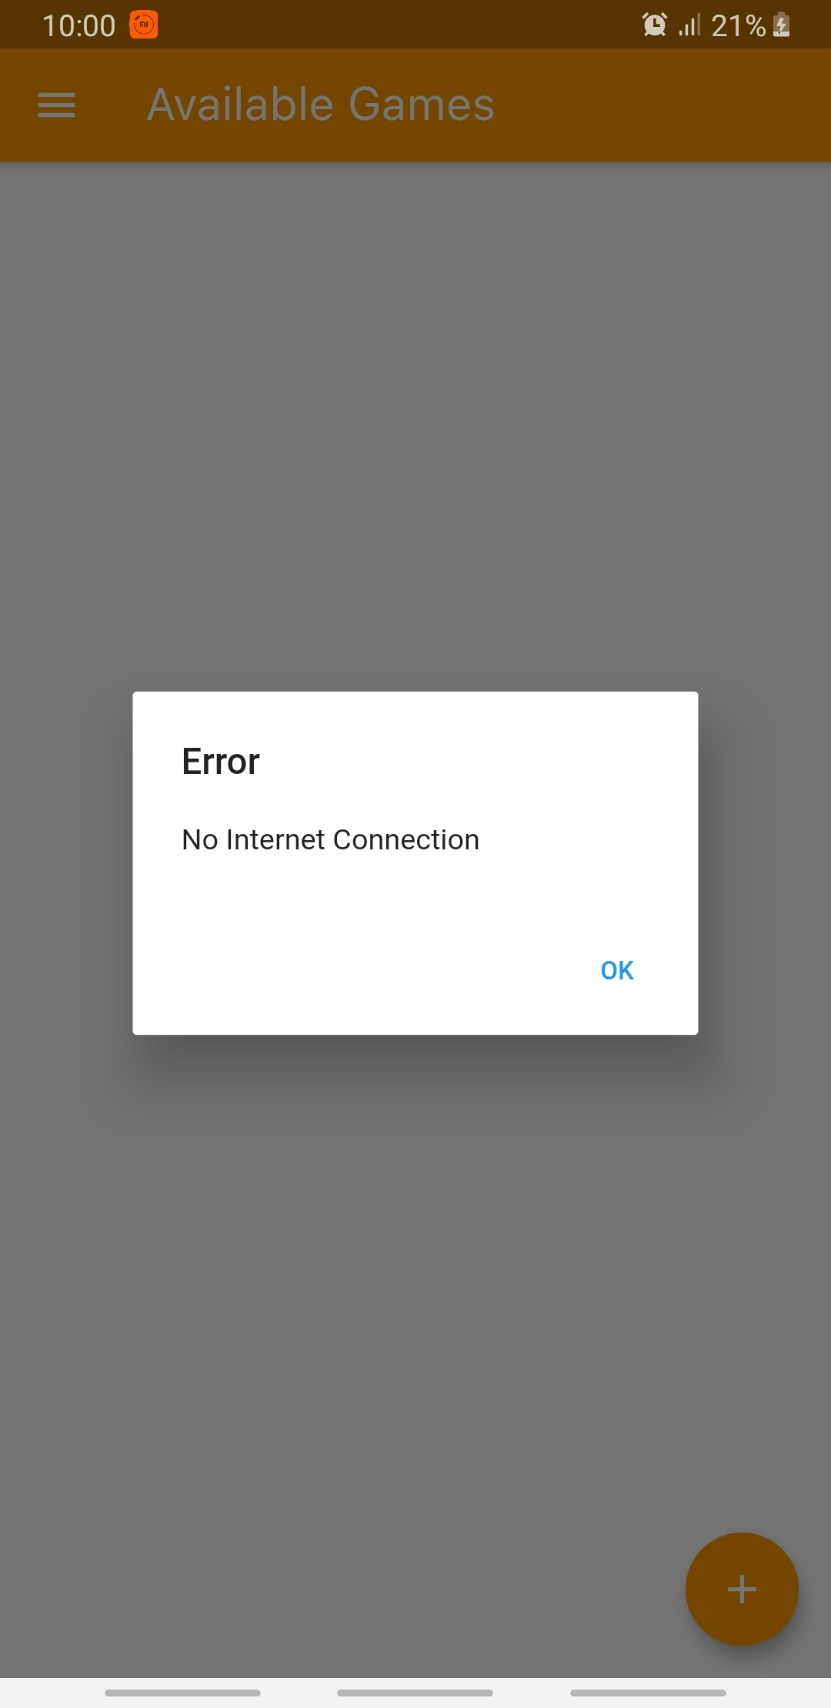 10:00 21%
Available Games
Error
No Internet Connection
OK